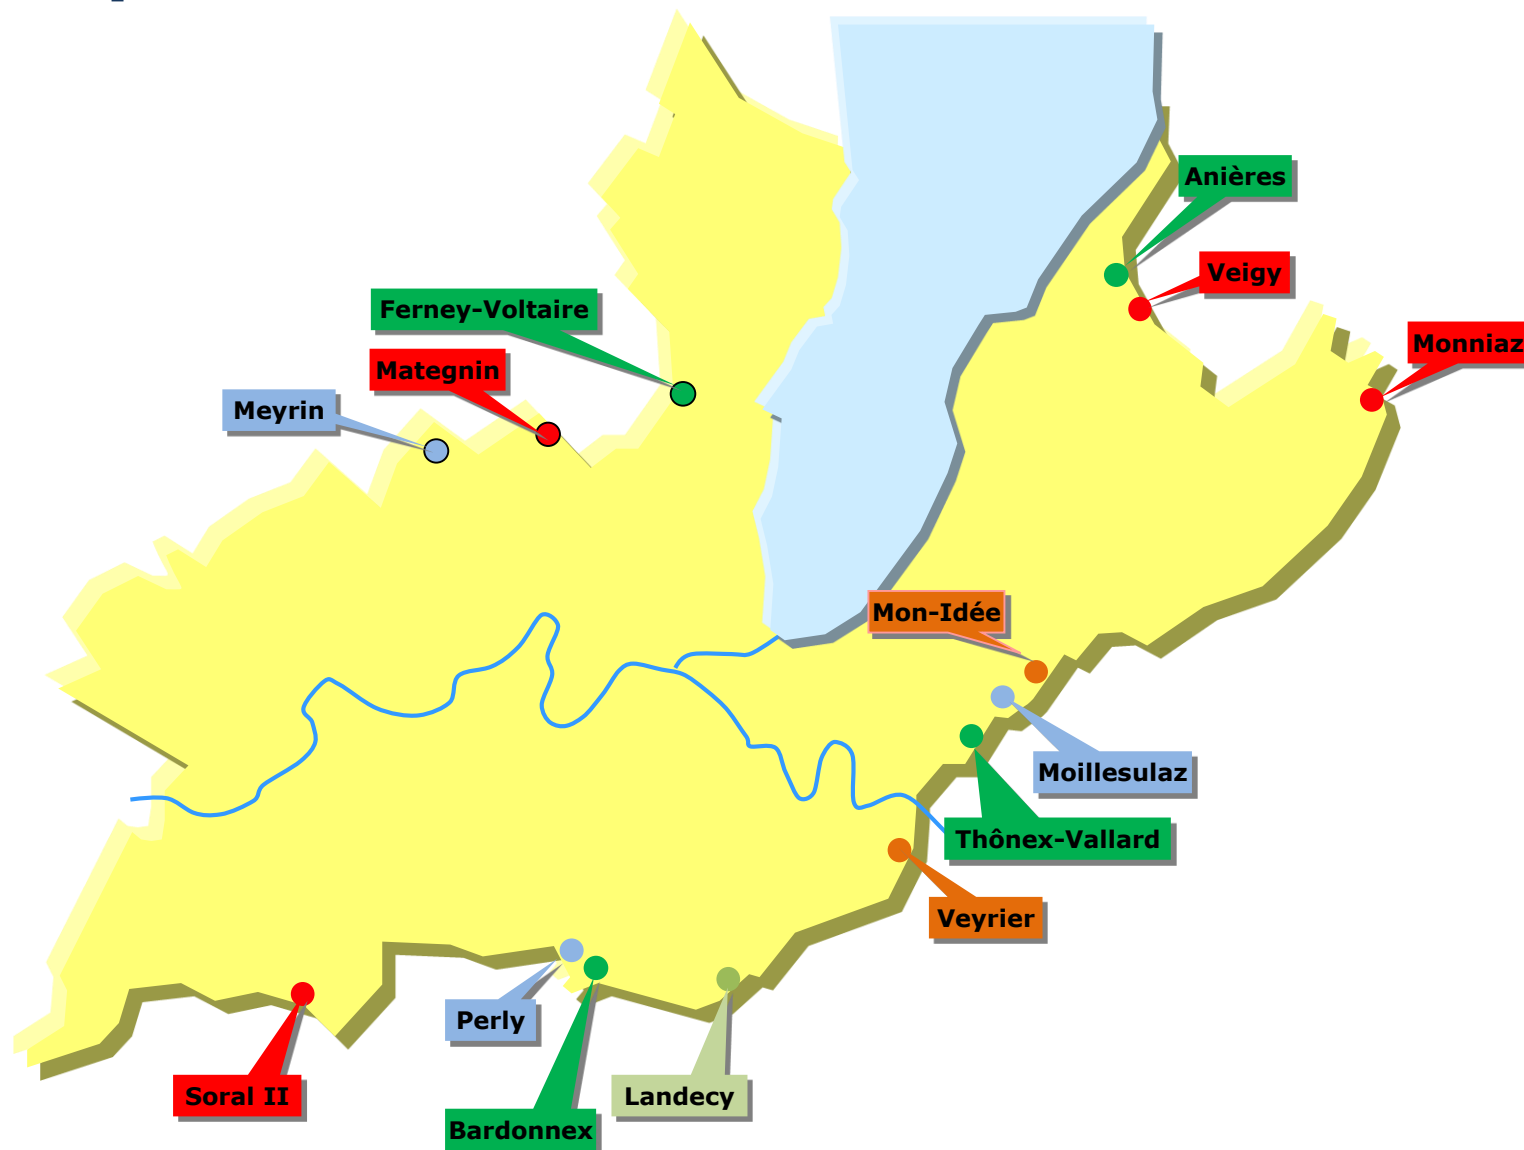 Anières
Veigy
Ferney-Voltaire
Monniaz
Mategnin
Meyrin
Mon-Idée
Moillesulaz
Thônex-Vallard
Veyrier
Perly
Soral II
Landecy
Bardonnex